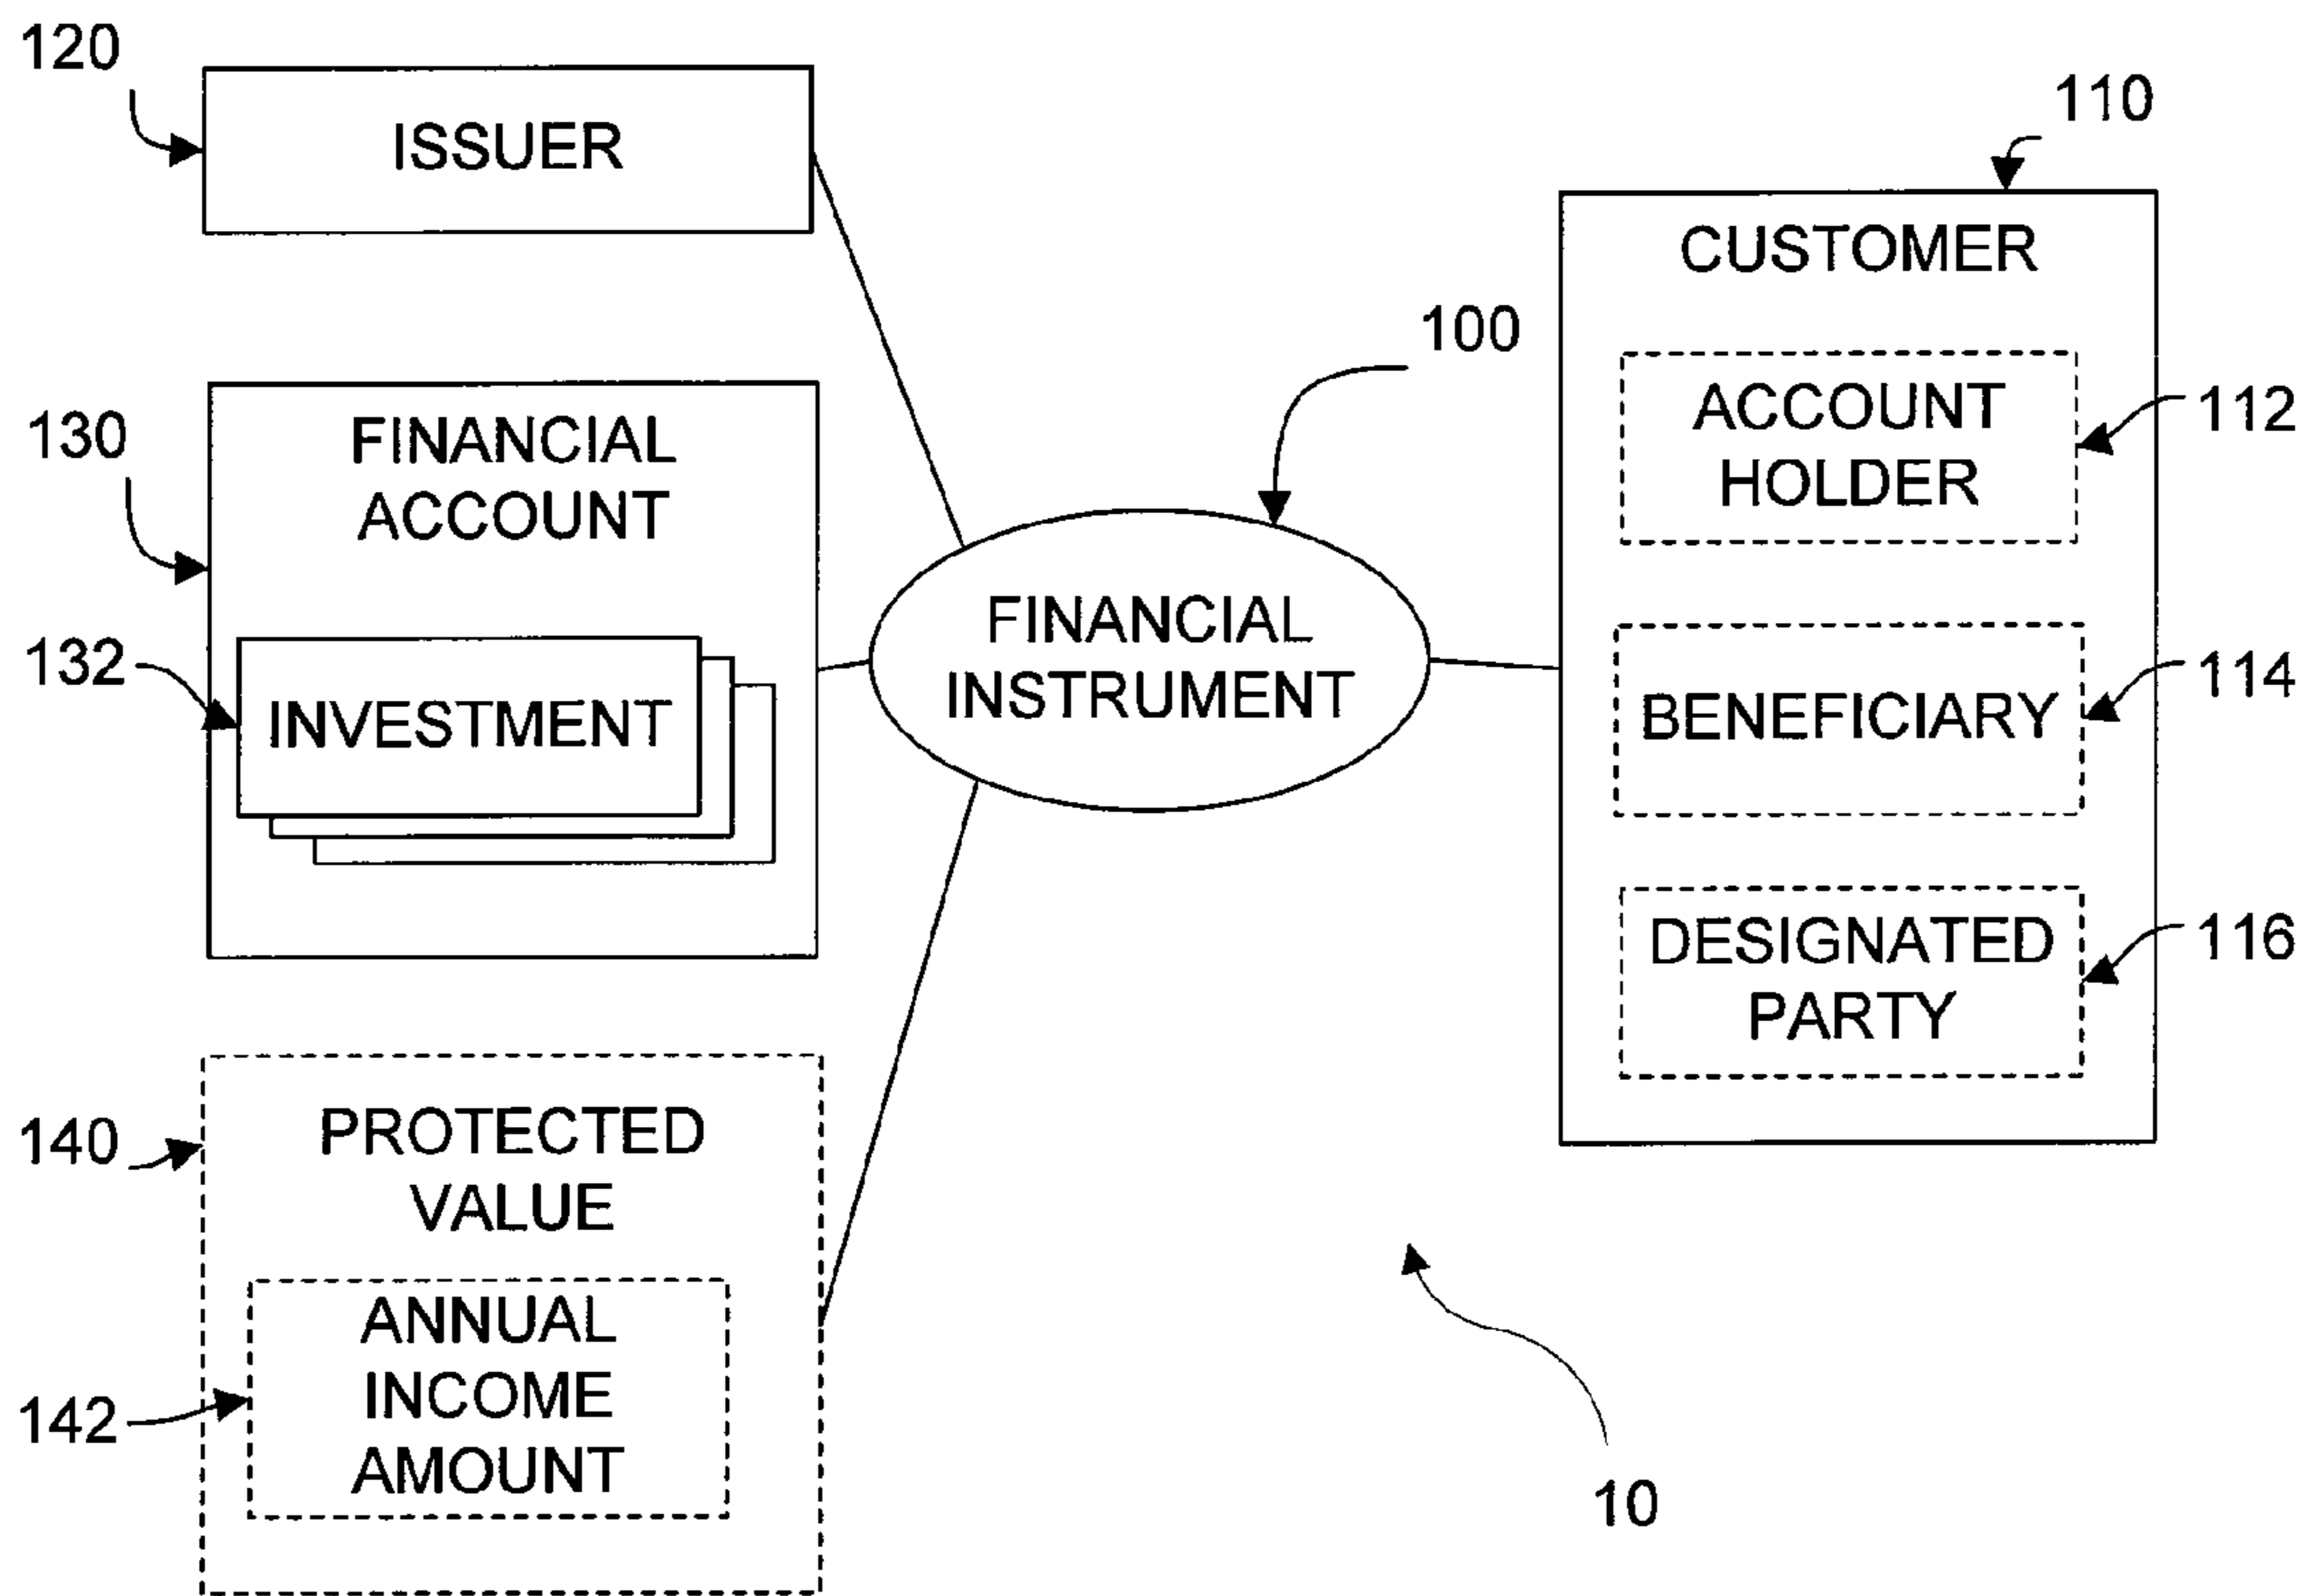 120
ISSUER
110
CUSTOMER
100
ACCOUNT
HOLDER
112
130
FINANCIAL
ACCOUNT
132
INVESTMENT
FINANCIAL
INSTRUMENT
BENEFICIARY
114
DESIGNATED
PARTY
116
140
PROTECTED
VALUE
142
ANNUAL
INCOME
AMOUNT
10